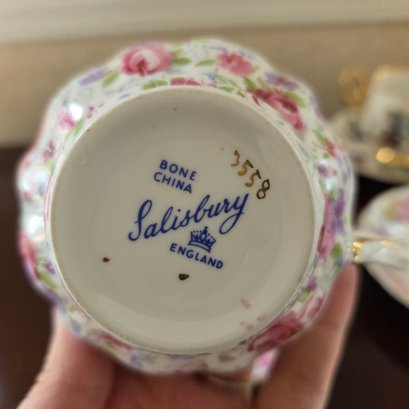 BONE
CHINA
3558
Salisbury
ENGLAND